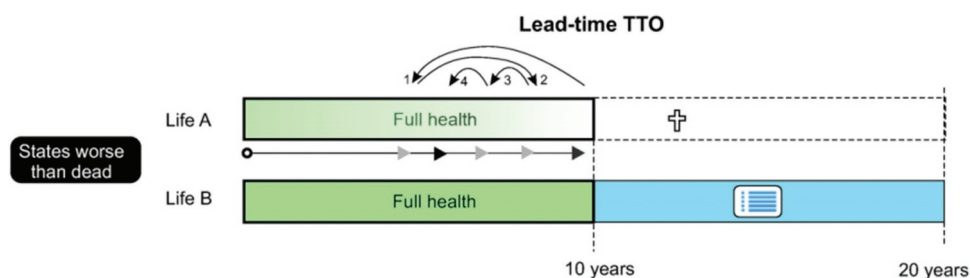 Lead-time TTO
1 4 3 2
Life A
Full health
States worse
than dead
Life B
Full health
10 years
20 years